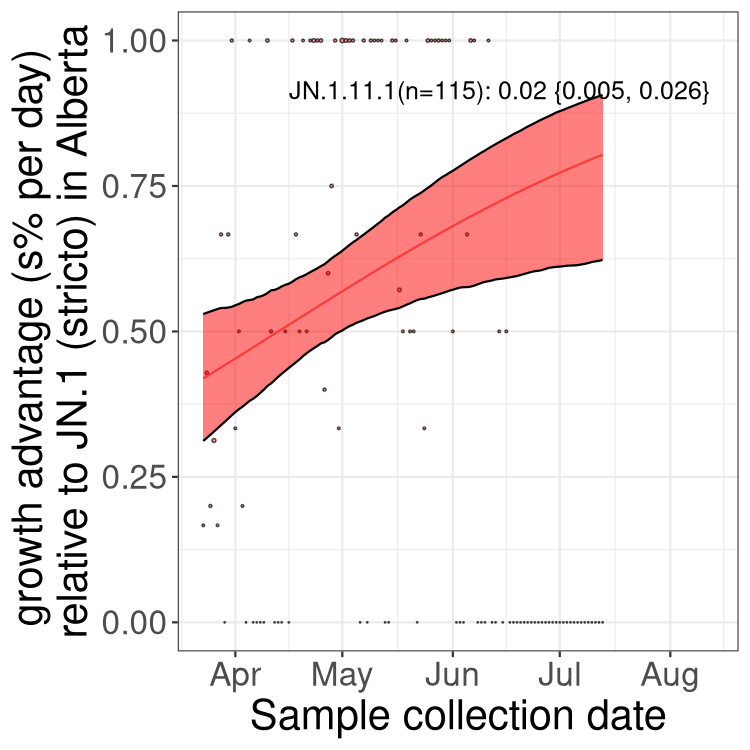 growth advantage (s% per day)
relative to JN.1 (stricto) in Alberta
1.00
0.75
0.50
0.25
0.00
JN.1.11.1(n=115): 0.02 {0.005, 0.026}
Apr May Jun Jul Aug
Sample collection date